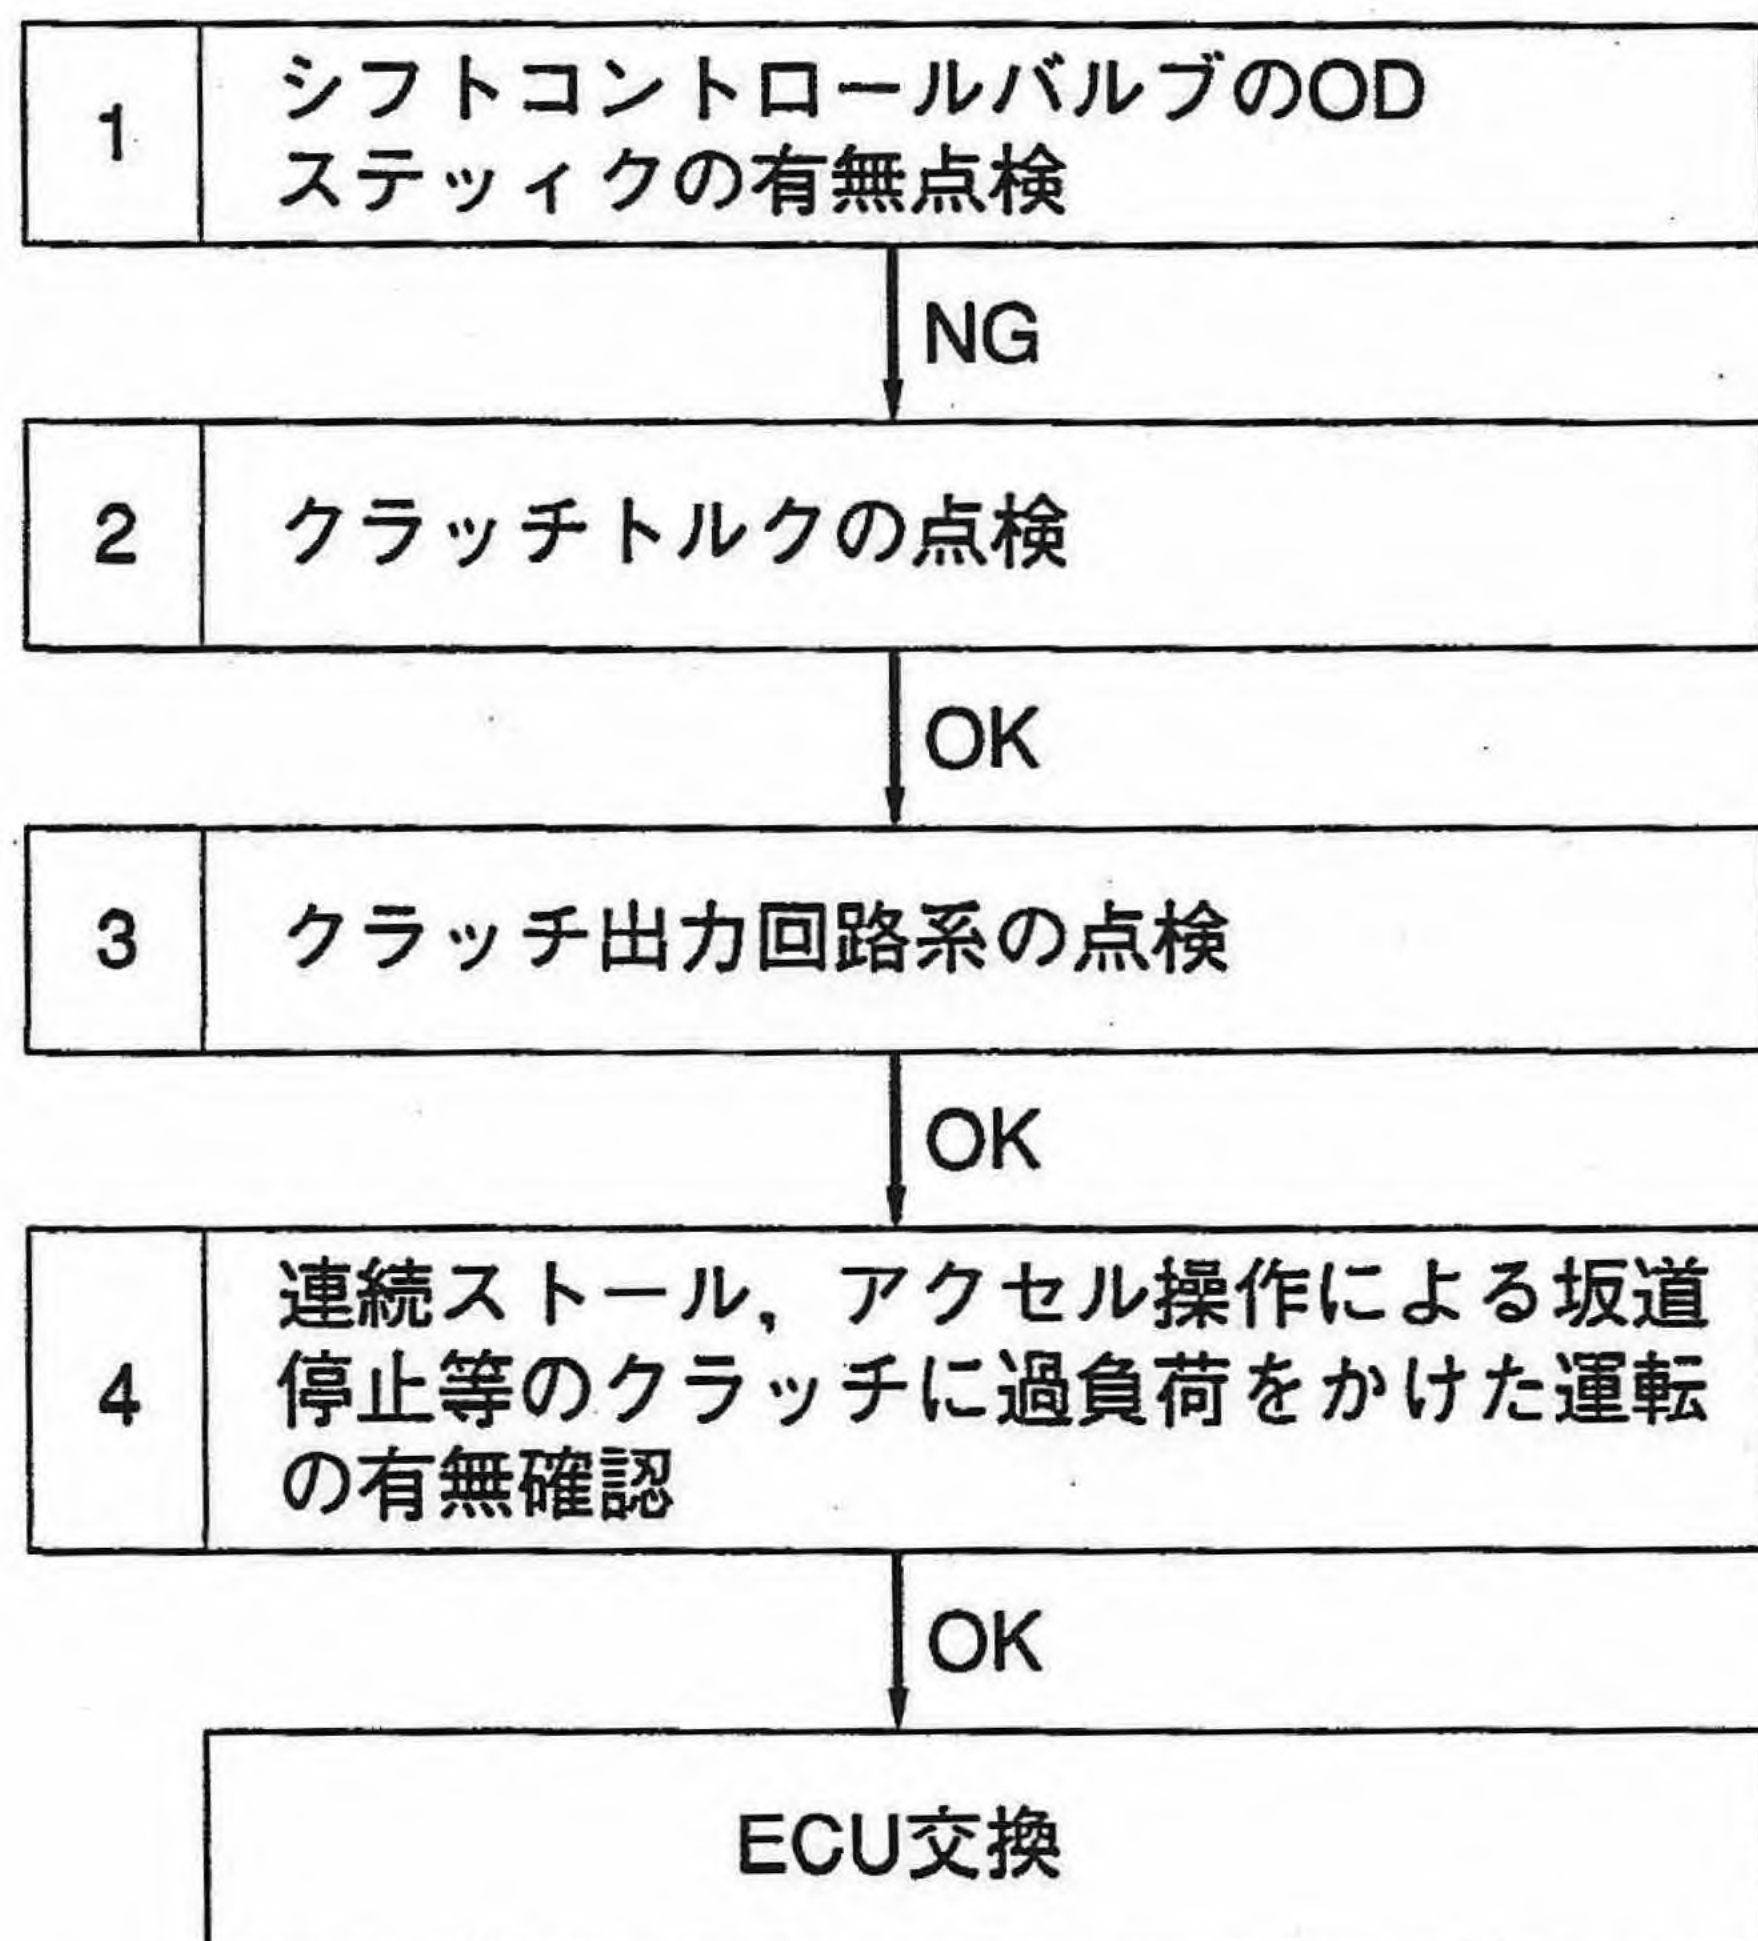 1
シフトコントロールバルブのOD
スティックの有無点検
NG
2
クラッチトルクの点検
OK
3
クラッチ出力回路系の点検
OK
4
連続ストール，アクセル操作による坂道
停止等のクラッチに過負荷をかけた運転
の有無確認
OK
ECU交換